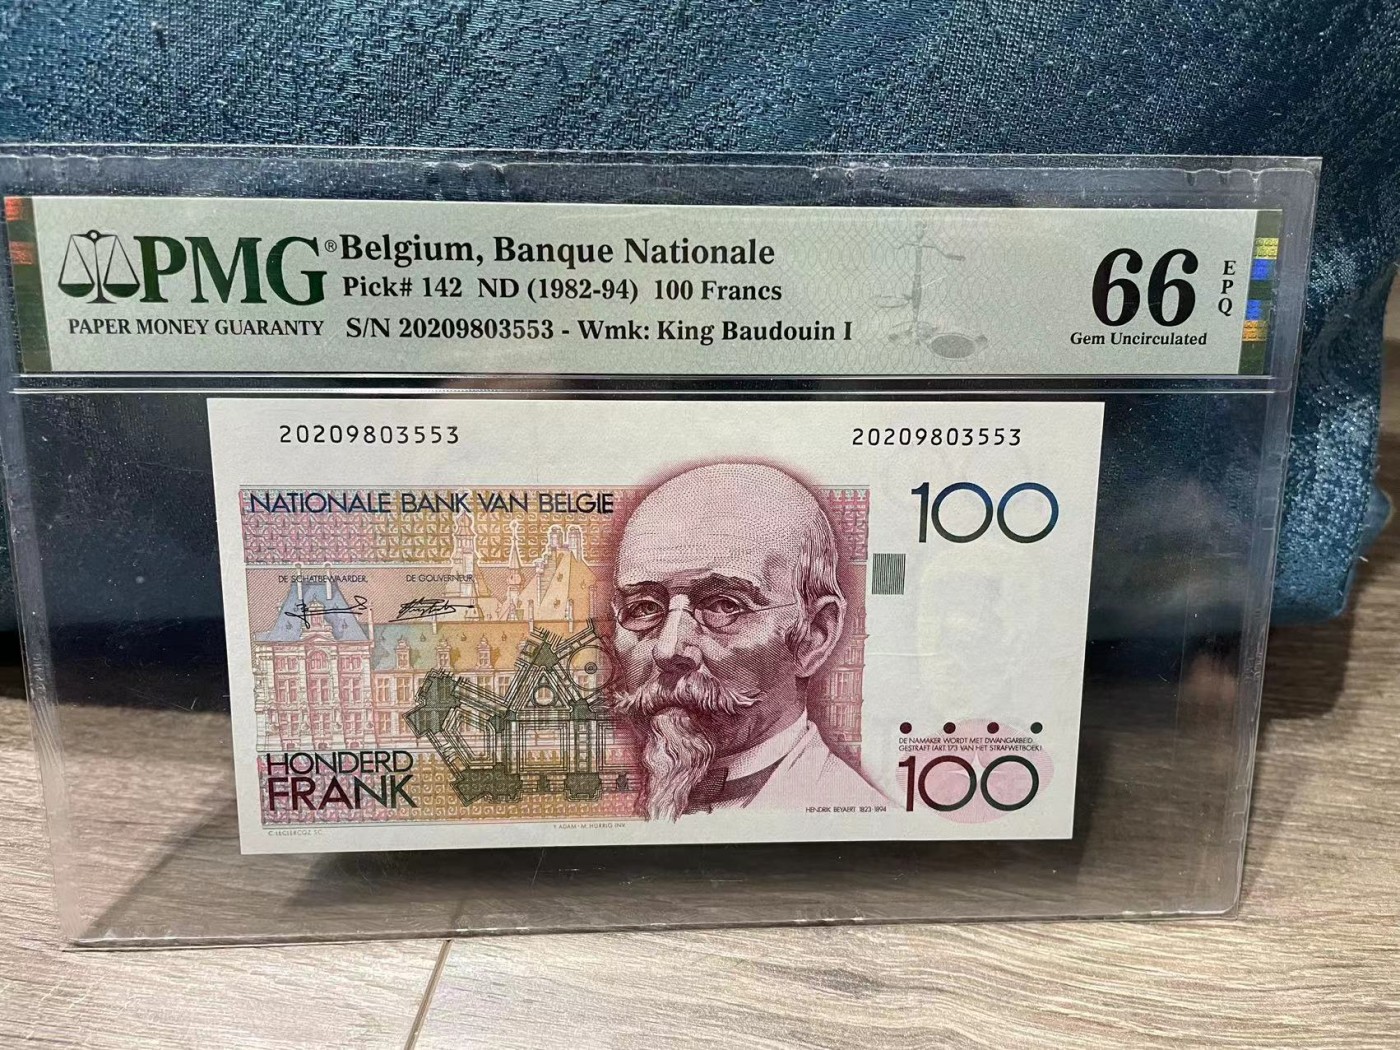 PMG®
PAPER MONEY GUARANTY
Belgium, Banque Nationale
Pick# 142 ND (1982-94) 100 Francs
S/N 20209803553 - Wmk: King Baudouin I
66
EPQ
Gem Uncirculated
20209803553
20209803553
NATIONALE BANK VAN BELGIE
100
DE SCHATBEWAARDER,
DE GOUVERNEUR,
DE NAMAKER WORDT MET DWANGARBEID
GESTRAFT (ART. 173 VAN HET STRAFWETBOEK)
HONDERD
FRANK
100
HENDRIK BEYAERT 1823-1894
C. LECLERCQZ SC.